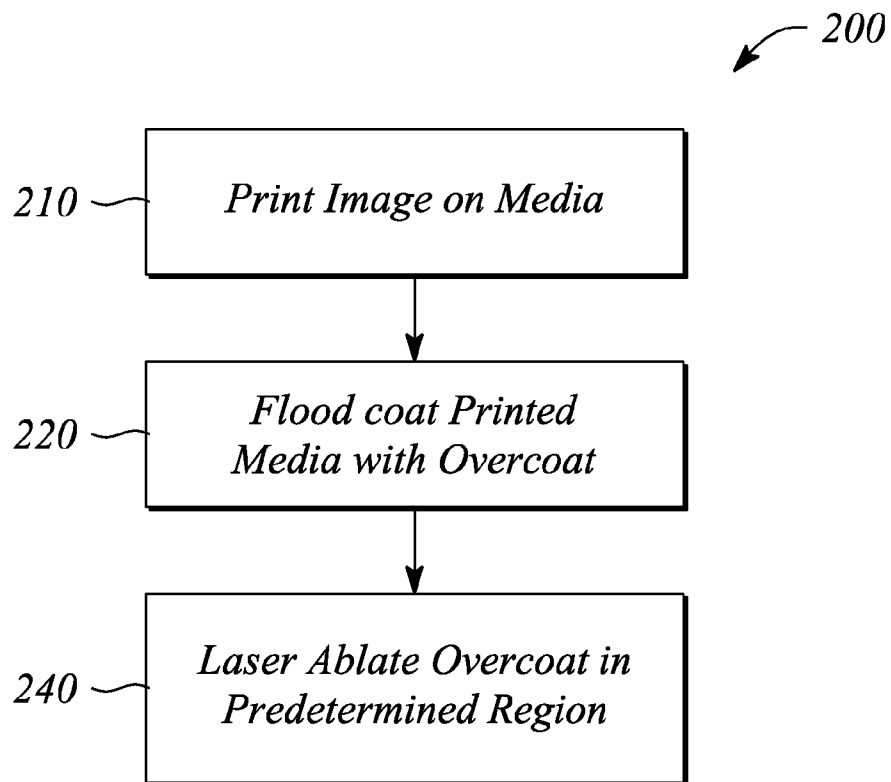 200
210
Print Image on Media
220
Flood coat Printed
Media with Overcoat
240
Laser Ablate Overcoat in
Predetermined Region